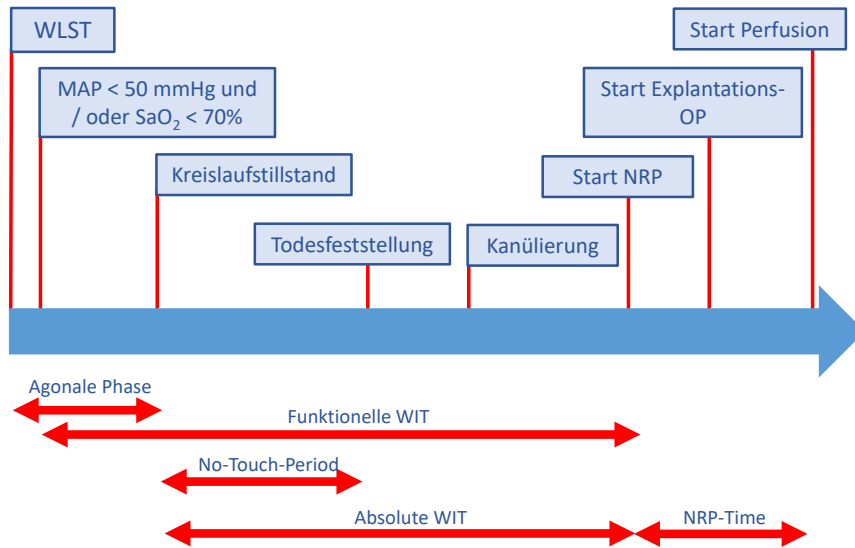 WLST
MAP < 50 mmHg und
/ oder SaO₂ < 70%
Kreislaufstillstand
Todesfeststellung
Kanülierung
Start NRP
Start Explantations-
OP
Start Perfusion
Agonale Phase
Funktionelle WIT
No-Touch-Period
Absolute WIT
NRP-Time